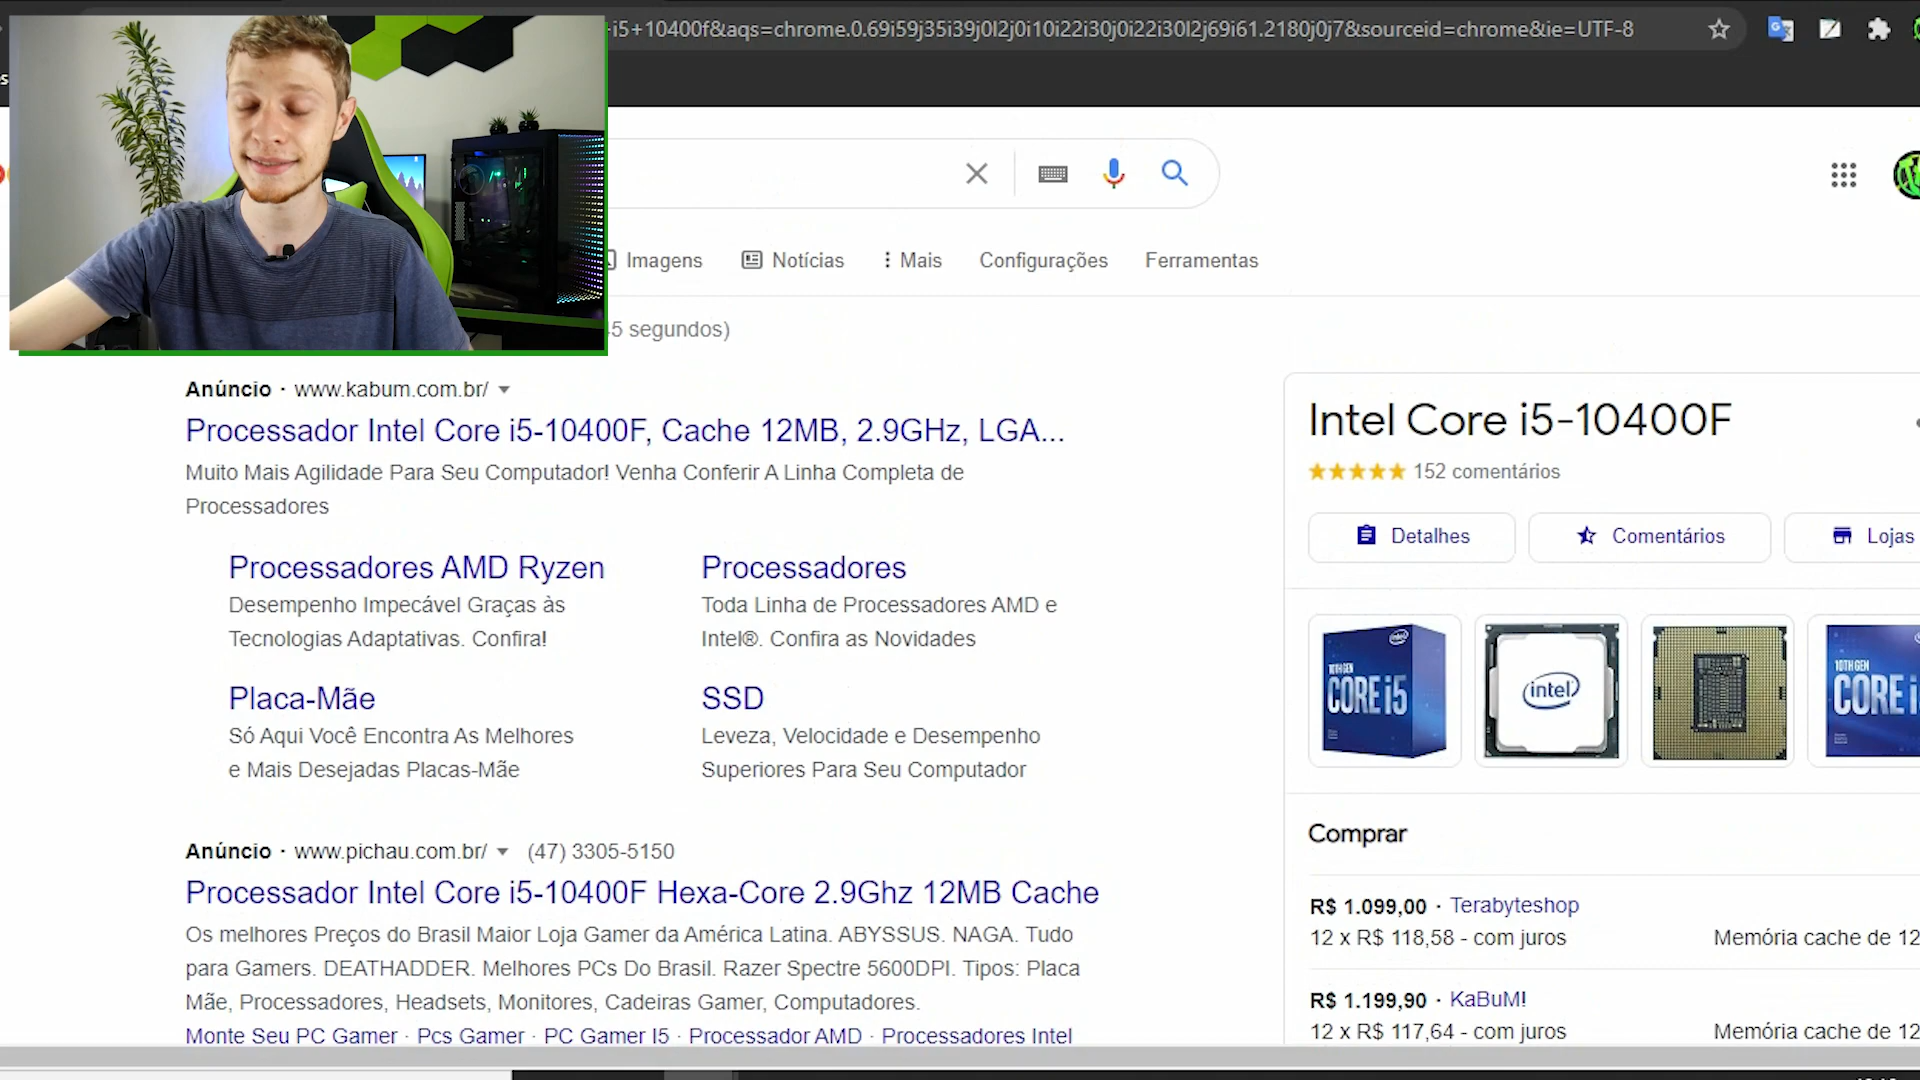 i5+10400f&aqs=chrome.0.69i59j35i39j0l2j0i10i22i30j0i22i30l2j69i61.2180j0j7&sourceid=chrome&ie=UTF-8
Imagens Notícias Mais Configurações Ferramentas
5 segundos)
Anúncio · www.kabum.com.br/
Processador Intel Core i5-10400F, Cache 12MB, 2.9GHz, LGA...
Muito Mais Agilidade Para Seu Computador! Venha Conferir A Linha Completa de
Processadores
Processadores AMD Ryzen
Desempenho Impecável Graças às
Tecnologias Adaptativas. Confira!
Processadores
Toda Linha de Processadores AMD e
Intel®. Confira as Novidades
Placa-Mãe
Só Aqui Você Encontra As Melhores
e Mais Desejadas Placas-Mãe
SSD
Leveza, Velocidade e Desempenho
Superiores Para Seu Computador
Anúncio · www.pichau.com.br/ (47) 3305-5150
Processador Intel Core i5-10400F Hexa-Core 2.9Ghz 12MB Cache
Os melhores Preços do Brasil Maior Loja Gamer da América Latina. ABYSSUS. NAGA. Tudo
para Gamers. DEATHADDER. Melhores PCs Do Brasil. Razer Spectre 5600DPI. Tipos: Placa
Mãe, Processadores, Headsets, Monitores, Cadeiras Gamer, Computadores.
Monte Seu PC Gamer · Pcs Gamer · PC Gamer I5 · Processador AMD · Processadores Intel
Intel Core i5-10400F
152 comentários
Detalhes Comentários Lojas
intel
10TH GEN
CORE i5
intel
10TH GEN
CORE i
Comprar
R$ 1.099,00 · Terabyteshop
12 x R$ 118,58 - com juros Memória cache de 12
R$ 1.199,90 · KaBuM!
12 x R$ 117,64 - com juros Memória cache de 12